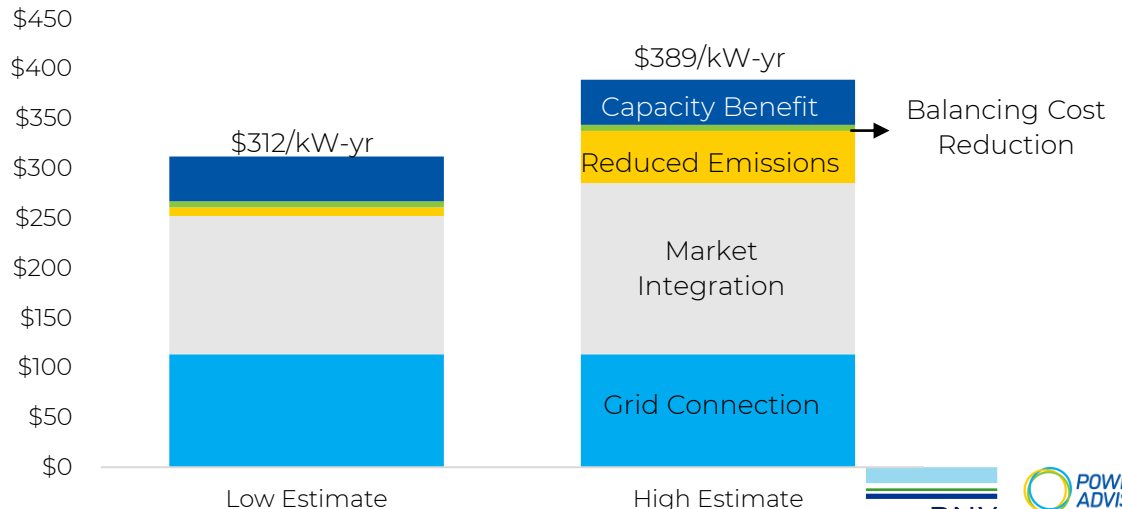 $450
$400
$350
$300
$250
$200
$150
$100
$50
$0
$312/kW-yr
$389/kW-yr
Capacity Benefit
Reduced Emissions
Market
Integration
Grid Connection
Balancing Cost
Reduction
Low Estimate
High Estimate